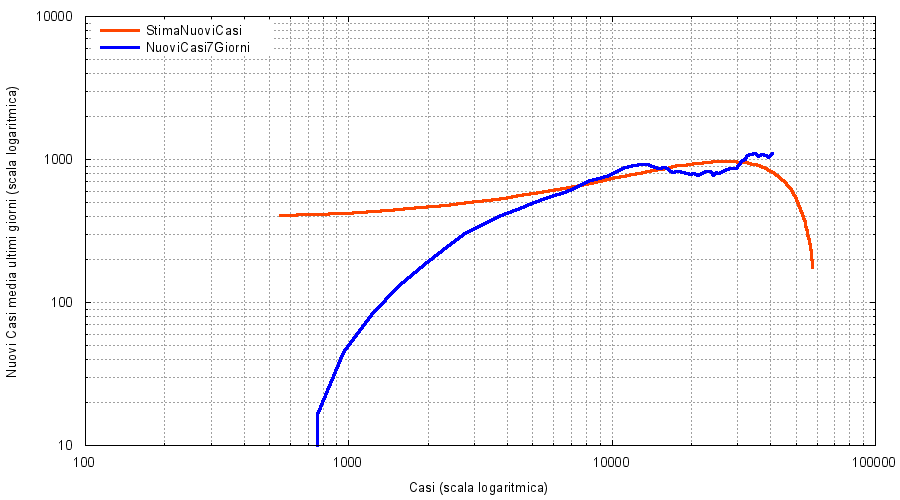 10000
StimaNuoviCasi
NuoviCasi7Giorni
1000
100
10
Nuovi Casi media ultimi giorni (scala logaritmica)
100 1000 10000 100000
Casi (scala logaritmica)